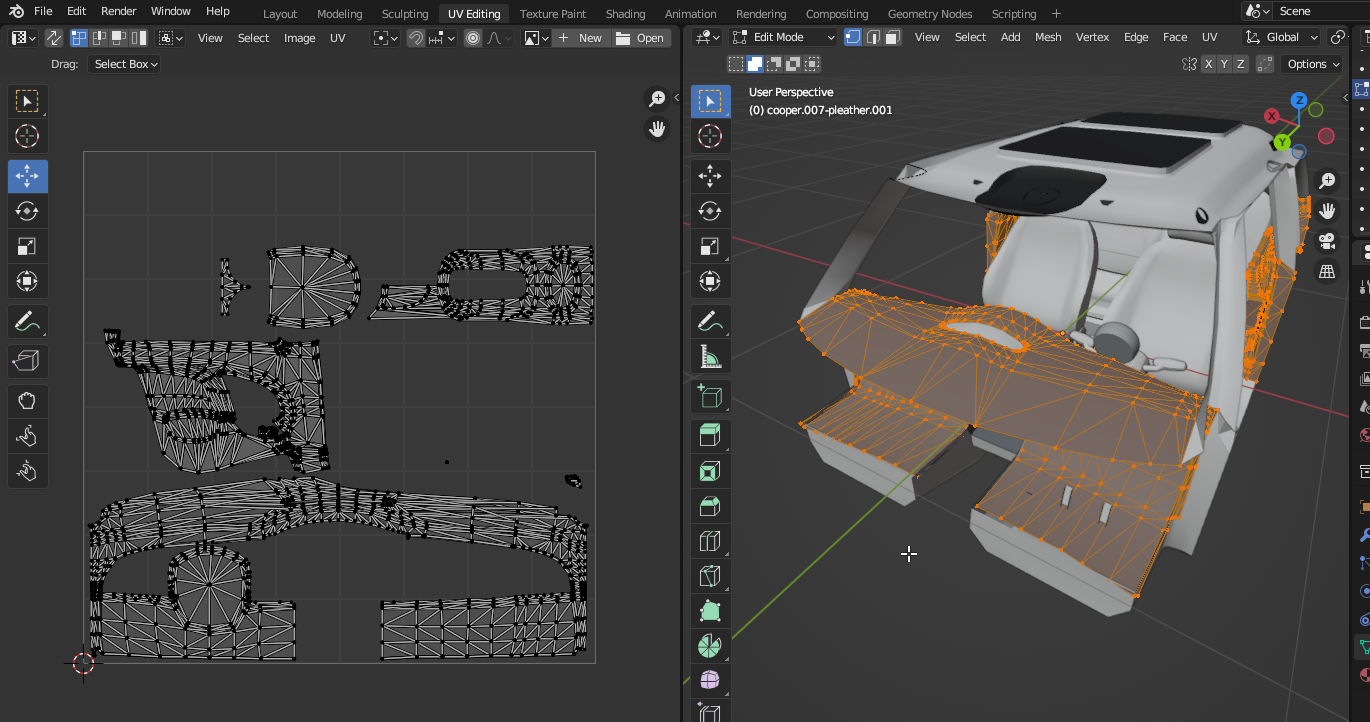 File Edit Render Window Help Layout Modeling Sculpting UV Editing Texture Paint Shading Animation Rendering Compositing Geometry Nodes Scripting + Scene
View Select Image UV New Open
Edit Mode View Select Add Mesh Vertex Edge Face UV Global
Drag: Select Box
X Y Z Options
User Perspective
(0) cooper.007-pleather.001
Z
X
Y